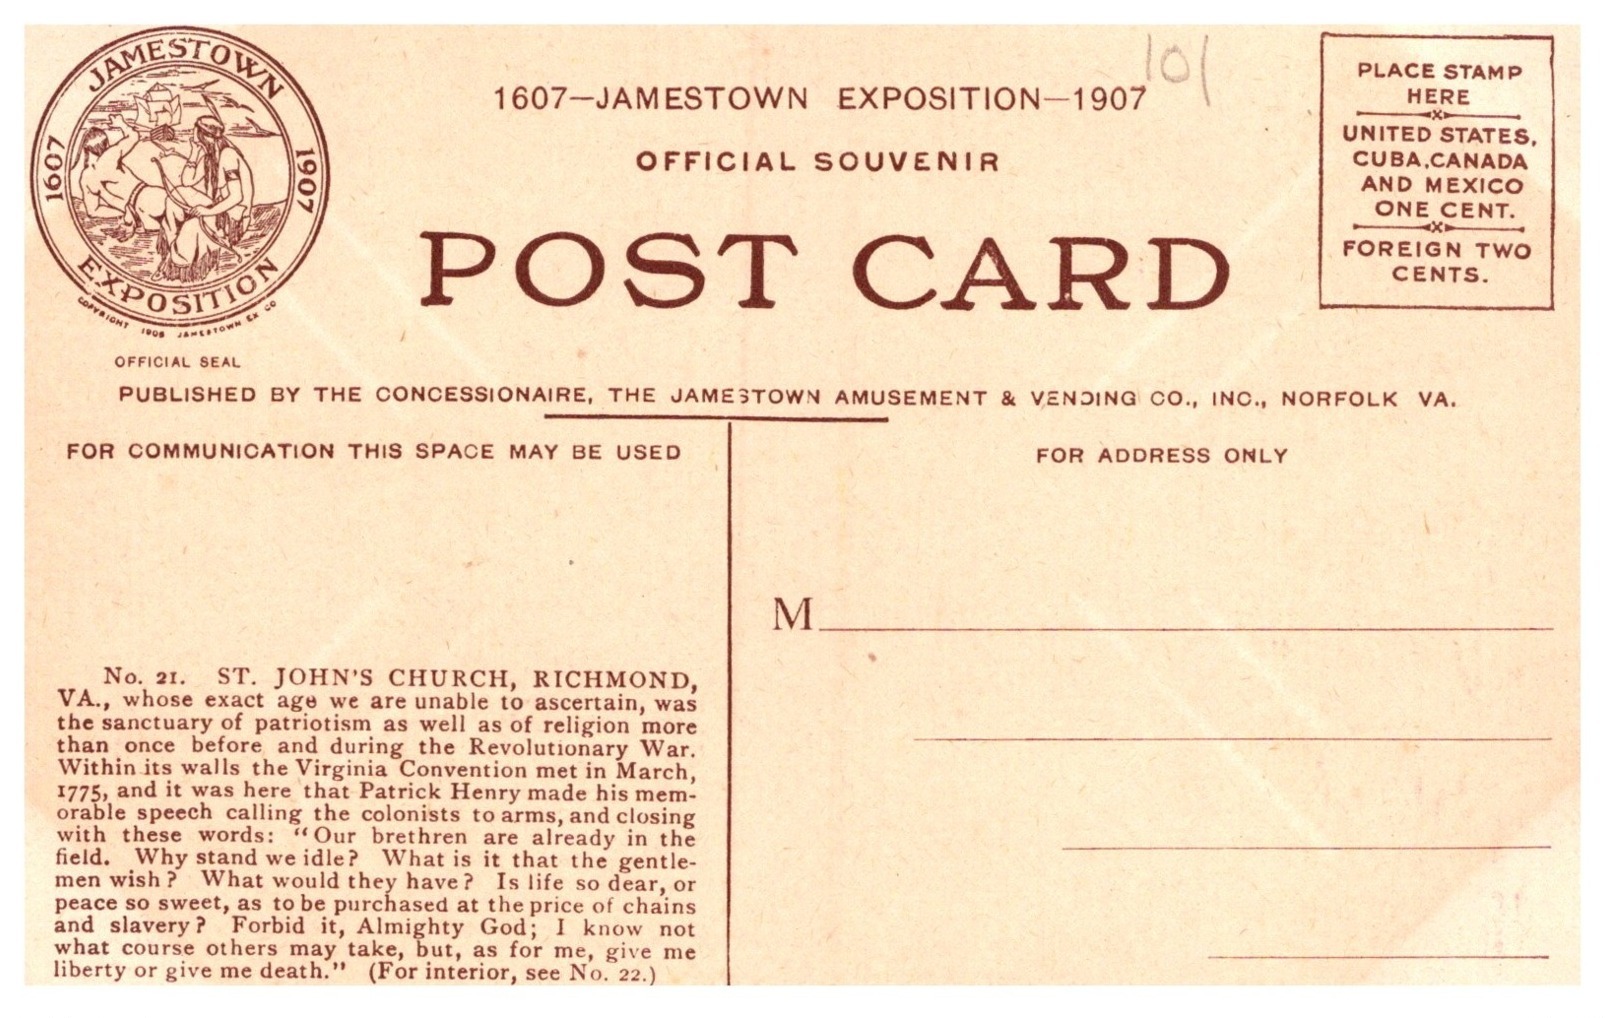 JAMESTOWN
1607 1907
EXPOSITION
COPYRIGHT 1906 JAMESTOWN EX CO
OFFICIAL SEAL
101
1607—JAMESTOWN EXPOSITION—1907
OFFICIAL SOUVENIR
POST CARD
PLACE STAMP
HERE
UNITED STATES,
CUBA, CANADA
AND MEXICO
ONE CENT.
FOREIGN TWO
CENTS.
PUBLISHED BY THE CONCESSIONAIRE, THE JAMESTOWN AMUSEMENT & VENDING CO., INC., NORFOLK VA.
FOR COMMUNICATION THIS SPACE MAY BE USED
No. 21. ST. JOHN'S CHURCH, RICHMOND,
VA., whose exact age we are unable to ascertain, was
the sanctuary of patriotism as well as of religion more
than once before and during the Revolutionary War.
Within its walls the Virginia Convention met in March,
1775, and it was here that Patrick Henry made his mem-
orable speech calling the colonists to arms, and closing
with these words: "Our brethren are already in the
field. Why stand we idle? What is it that the gentle-
men wish? What would they have? Is life so dear, or
peace so sweet, as to be purchased at the price of chains
and slavery? Forbid it, Almighty God; I know not
what course others may take, but, as for me, give me
liberty or give me death." (For interior, see No. 22.)
FOR ADDRESS ONLY
M